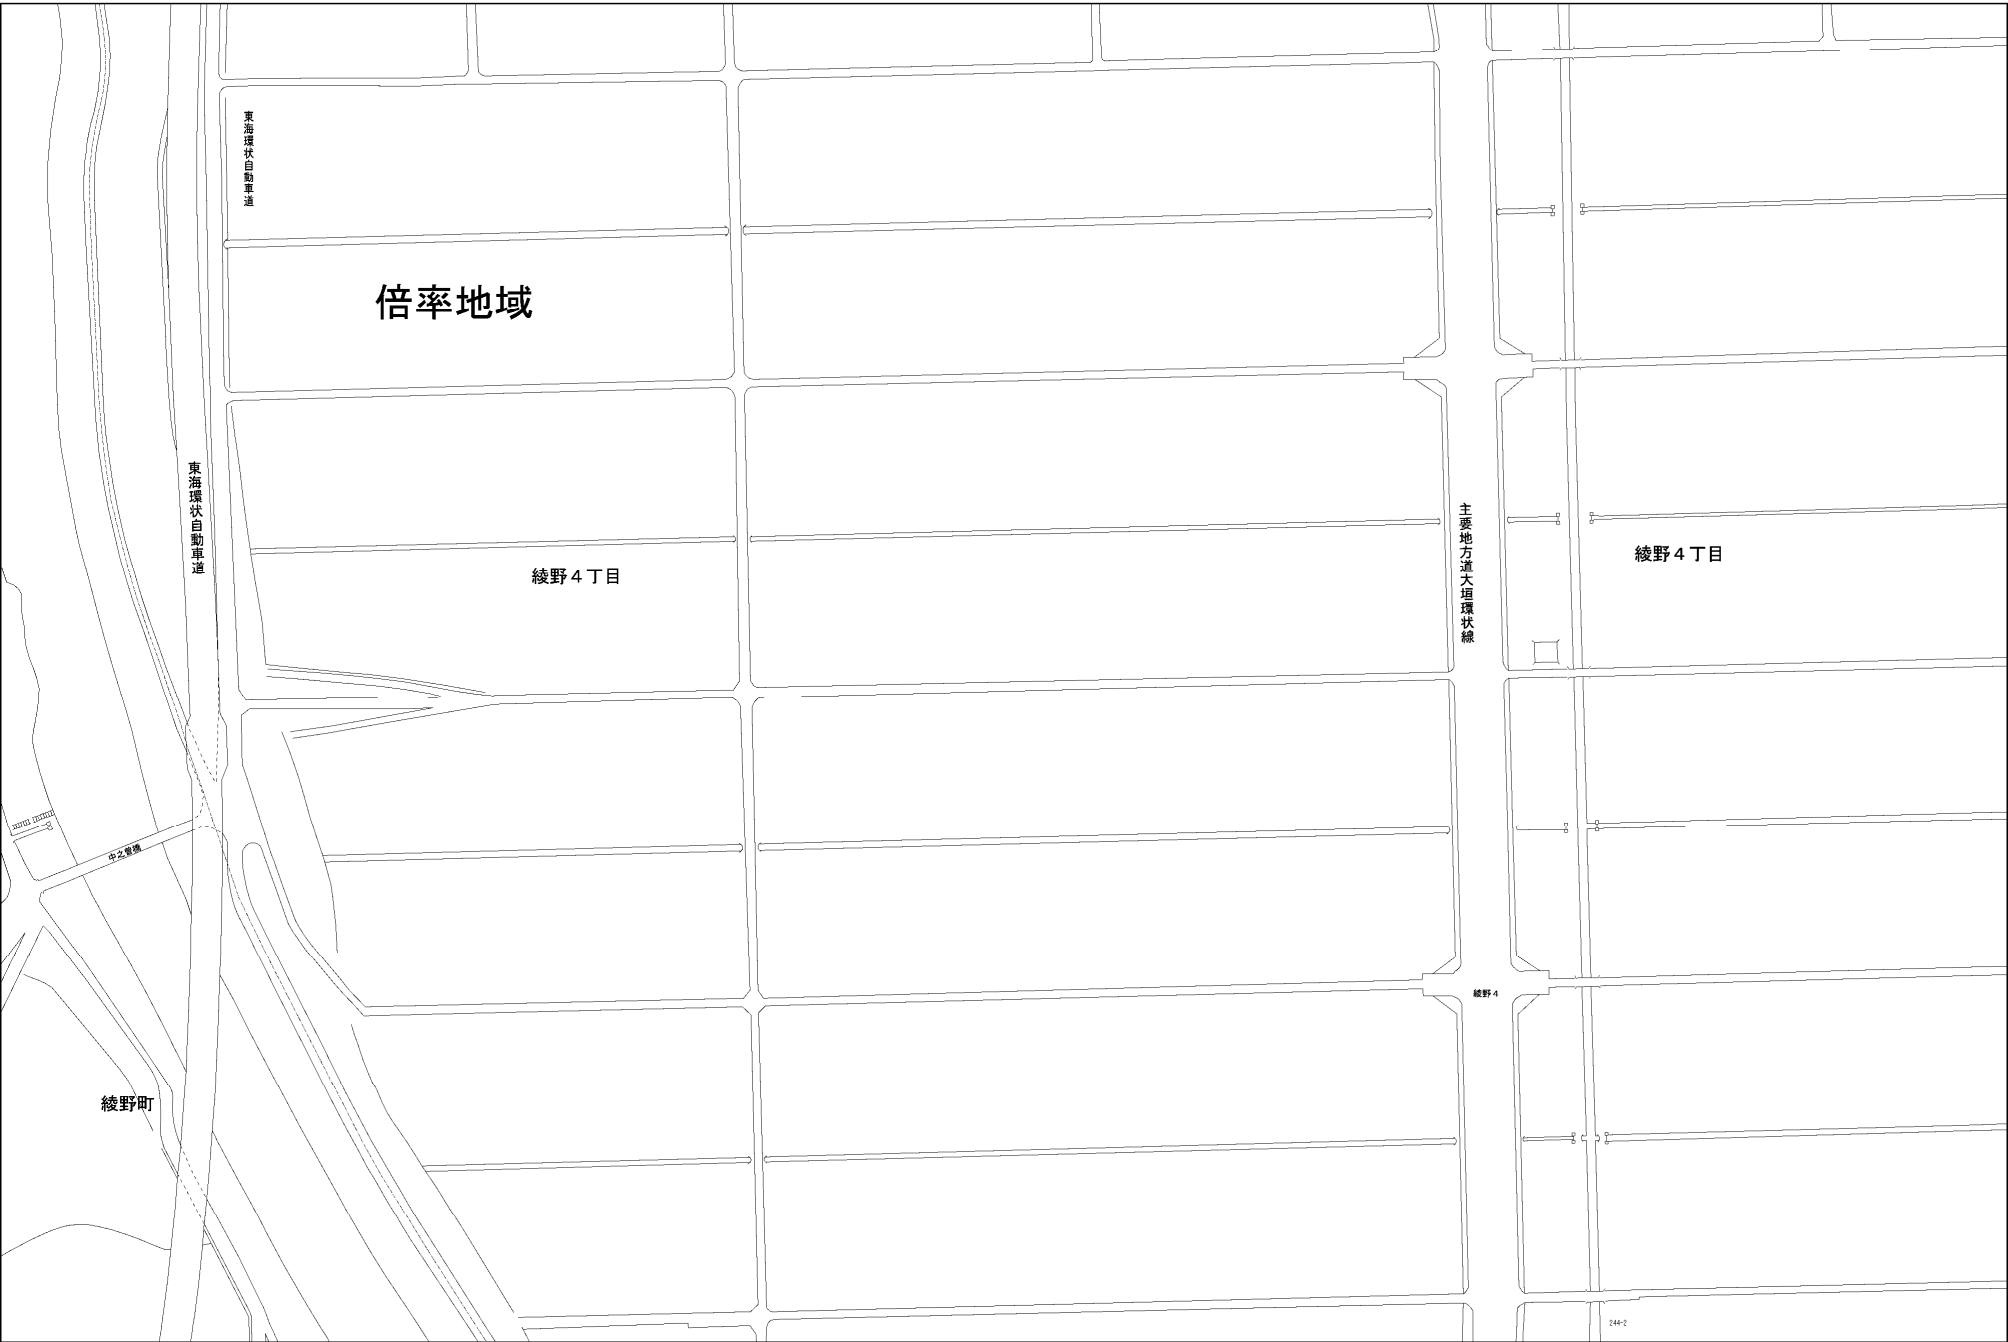 東海環状自動車道
倍率地域
東海環状自動車道
主要地方道大垣環状線
綾野４丁目
綾野４丁目
中之曽橋
綾野４
綾野町
244-2